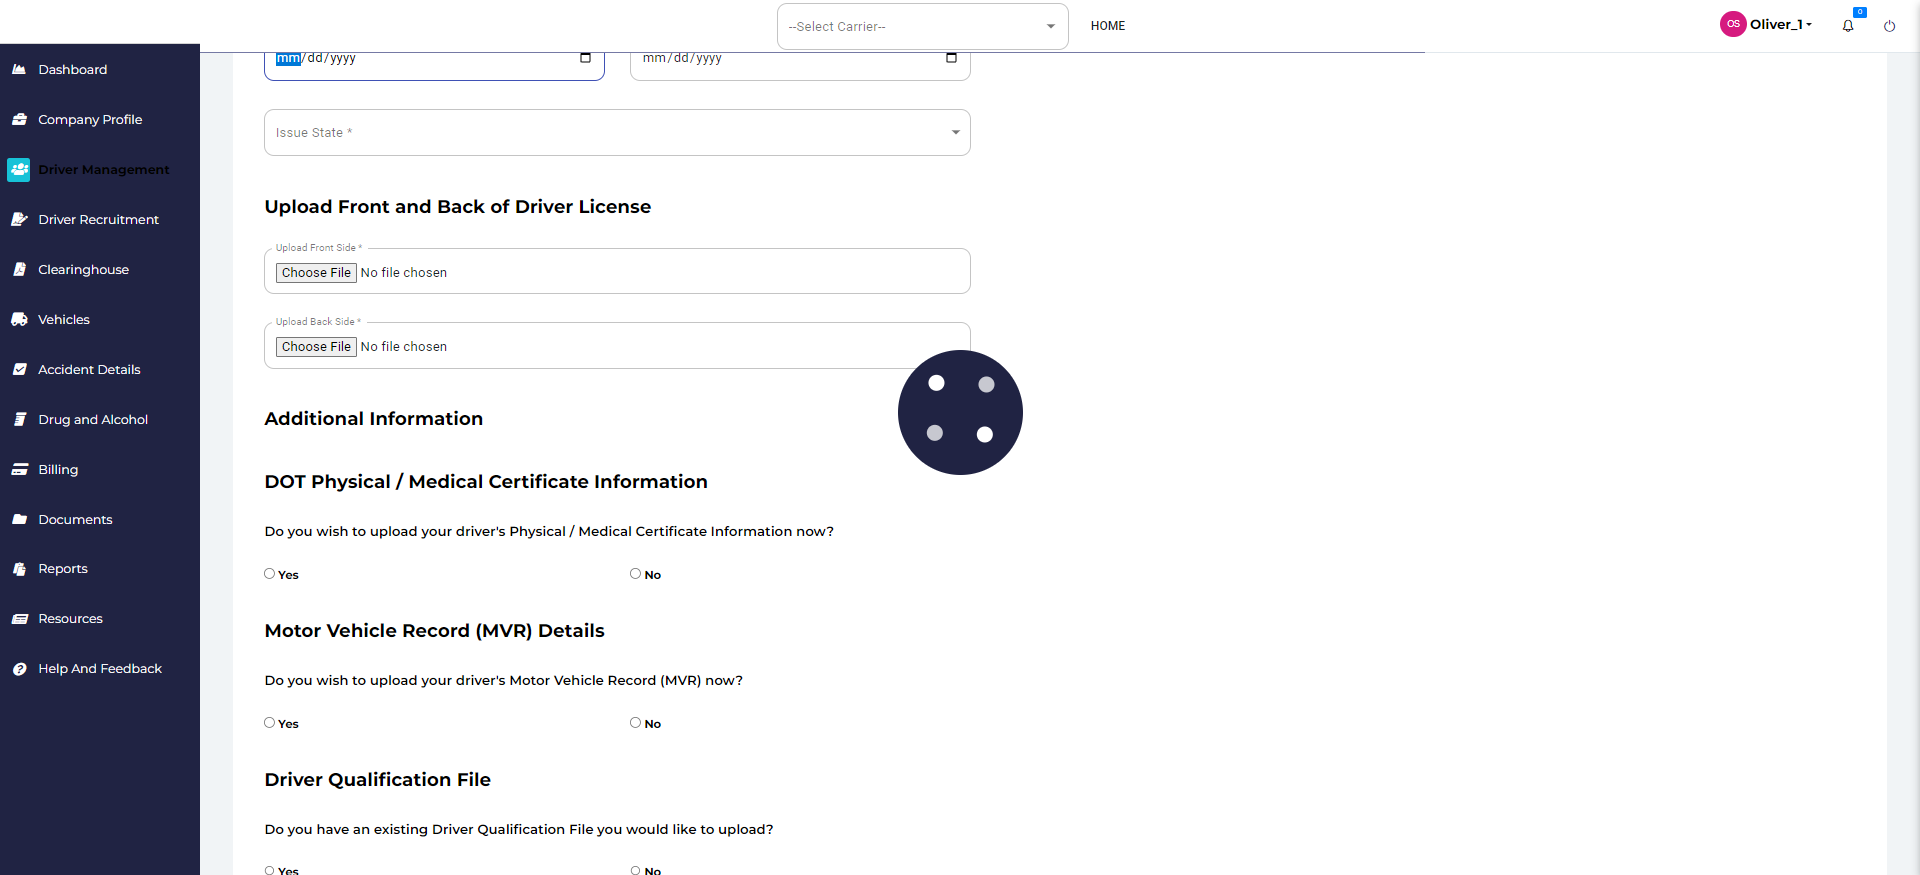 --Select Carrier--
HOME
OS
Oliver_1
0
Dashboard
Company Profile
Driver Management
Driver Recruitment
Clearinghouse
Vehicles
Accident Details
Drug and Alcohol
Billing
Documents
Reports
Resources
Help And Feedback
mm/dd/yyyy
mm/dd/yyyy
Issue State *
Upload Front and Back of Driver License
Upload Front Side *
Choose File No file chosen
Upload Back Side *
Choose File No file chosen
Additional Information
DOT Physical / Medical Certificate Information
Do you wish to upload your driver's Physical / Medical Certificate Information now?
Yes
No
Motor Vehicle Record (MVR) Details
Do you wish to upload your driver's Motor Vehicle Record (MVR) now?
Yes
No
Driver Qualification File
Do you have an existing Driver Qualification File you would like to upload?
Yes
No